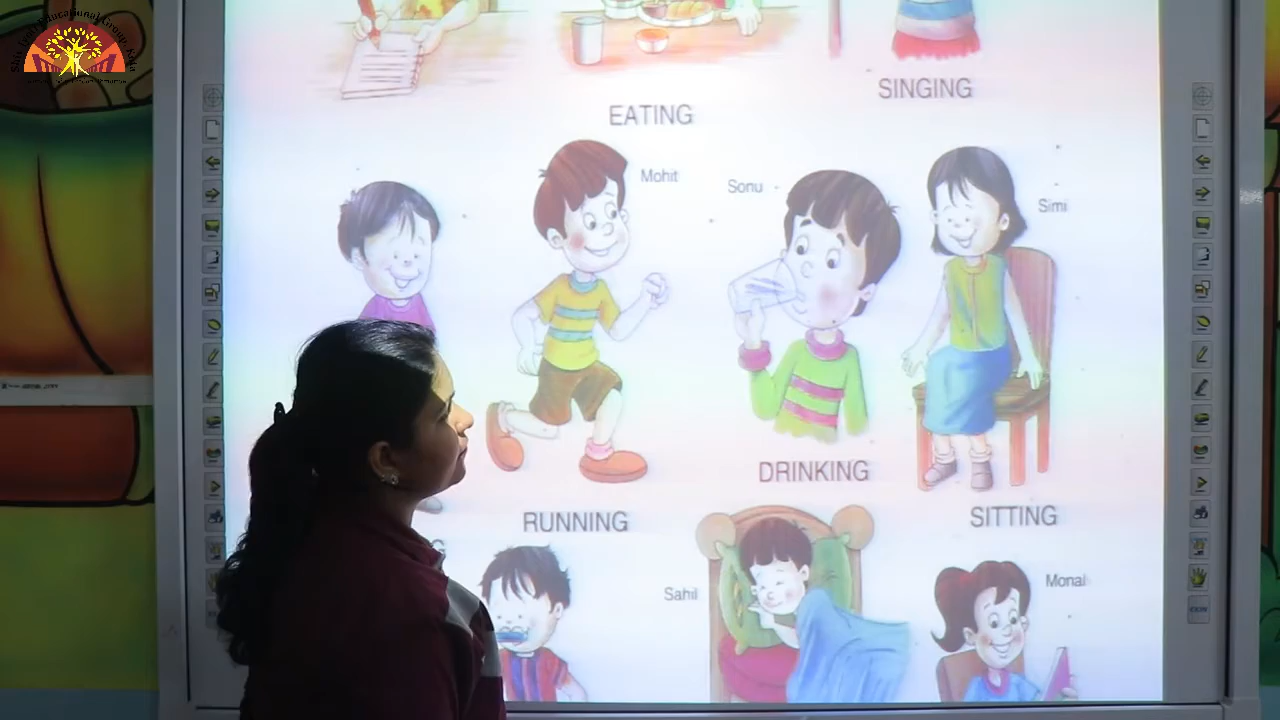 SINGING
EATING
Mohit
Sonu
Simi
DRINKING
SITTING
RUNNING
Sahil
Monal